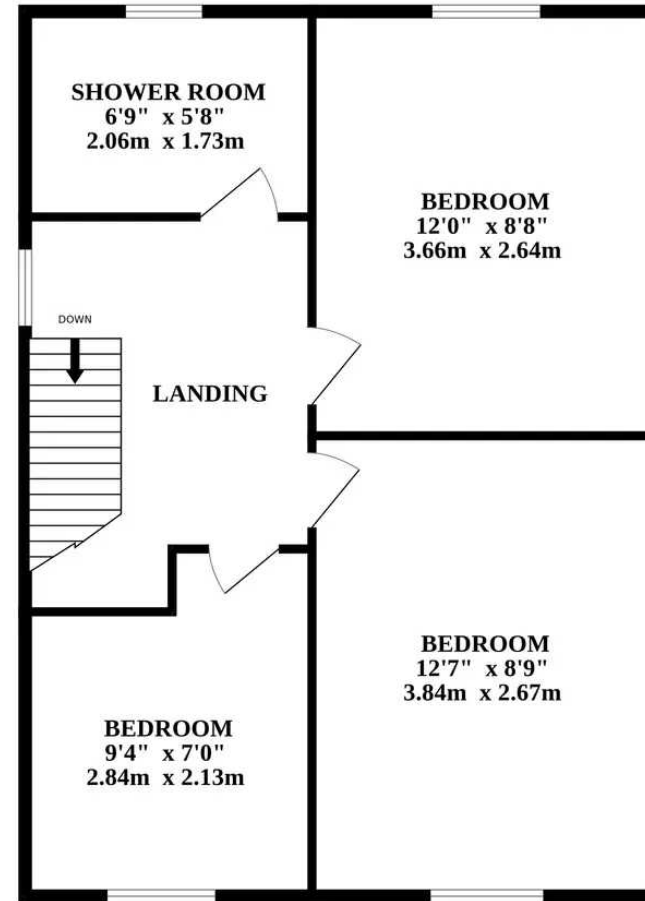 SHOWER ROOM
6'9" x 5'8"
2.06m x 1.73m
BEDROOM
12'0" x 8'8"
3.66m x 2.64m
DOWN
LANDING
BEDROOM
12'7" x 8'9"
3.84m x 2.67m
BEDROOM
9'4" x 7'0"
2.84m x 2.13m